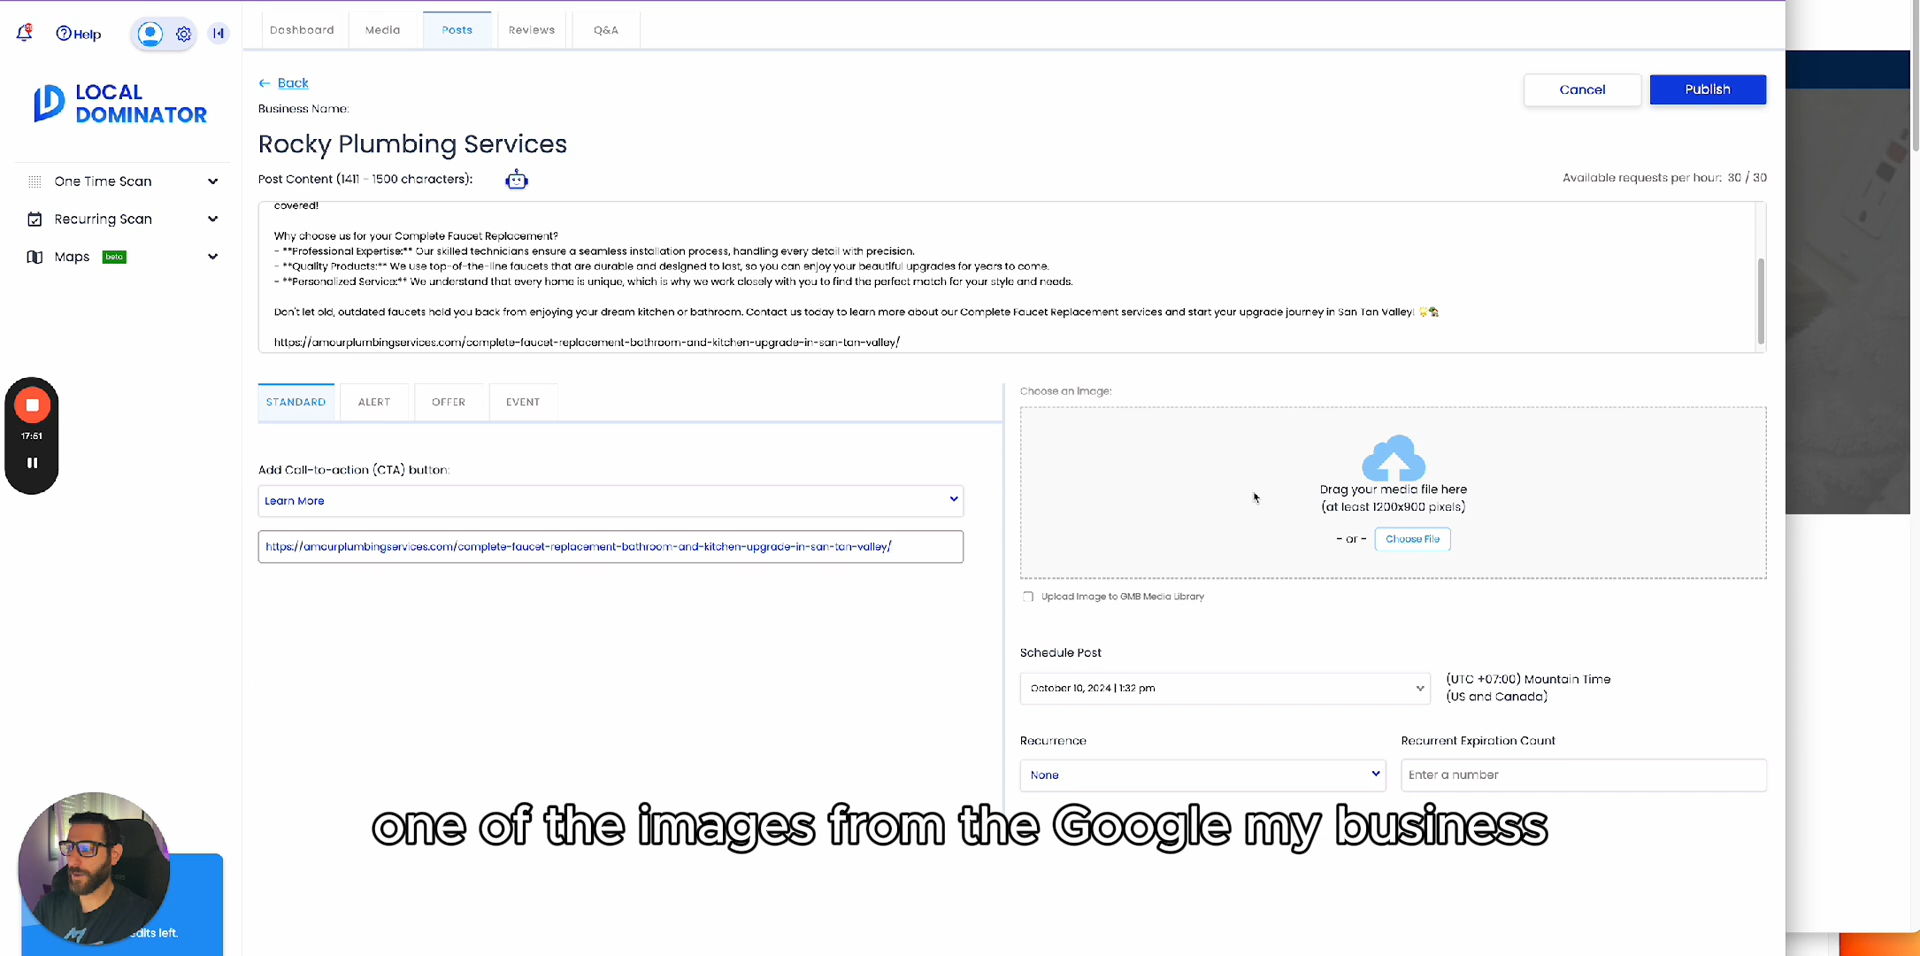 Help
Dashboard
Media
Posts
Reviews
Q&A
LOCAL
DOMINATOR
One Time Scan
Recurring Scan
Maps beta
17:51
← Back
Business Name:
Cancel
Publish
Rocky Plumbing Services
Post Content (1411 - 1500 characters):
Available requests per hour: 30 / 30
covered!
Why choose us for your Complete Faucet Replacement?
- **Professional Expertise:** Our skilled technicians ensure a seamless installation process, handling every detail with precision.
- **Quality Products:** We use top-of-the-line faucets that are durable and designed to last, so you can enjoy your beautiful upgrades for years to come.
- **Personalized Service:** We understand that every home is unique, which is why we work closely with you to find the perfect match for your style and needs.
Don't let old, outdated faucets hold you back from enjoying your dream kitchen or bathroom. Contact us today to learn more about our Complete Faucet Replacement services and start your upgrade journey in San Tan Valley! 🌟🏡
https://amourplumbingservices.com/complete-faucet-replacement-bathroom-and-kitchen-upgrade-in-san-tan-valley/
STANDARD
ALERT
OFFER
EVENT
Add Call-to-action (CTA) button:
Learn More
https://amourplumbingservices.com/complete-faucet-replacement-bathroom-and-kitchen-upgrade-in-san-tan-valley/
Choose an image:
Drag your media file here
(at least 1200x900 pixels)
- or - Choose File
Upload Image to GMB Media Library
Schedule Post
October 10, 2024 | 1:32 pm
(UTC +07:00) Mountain Time
(US and Canada)
Recurrence
Recurrent Expiration Count
None
Enter a number
one of the images from the Google my business
edits left.